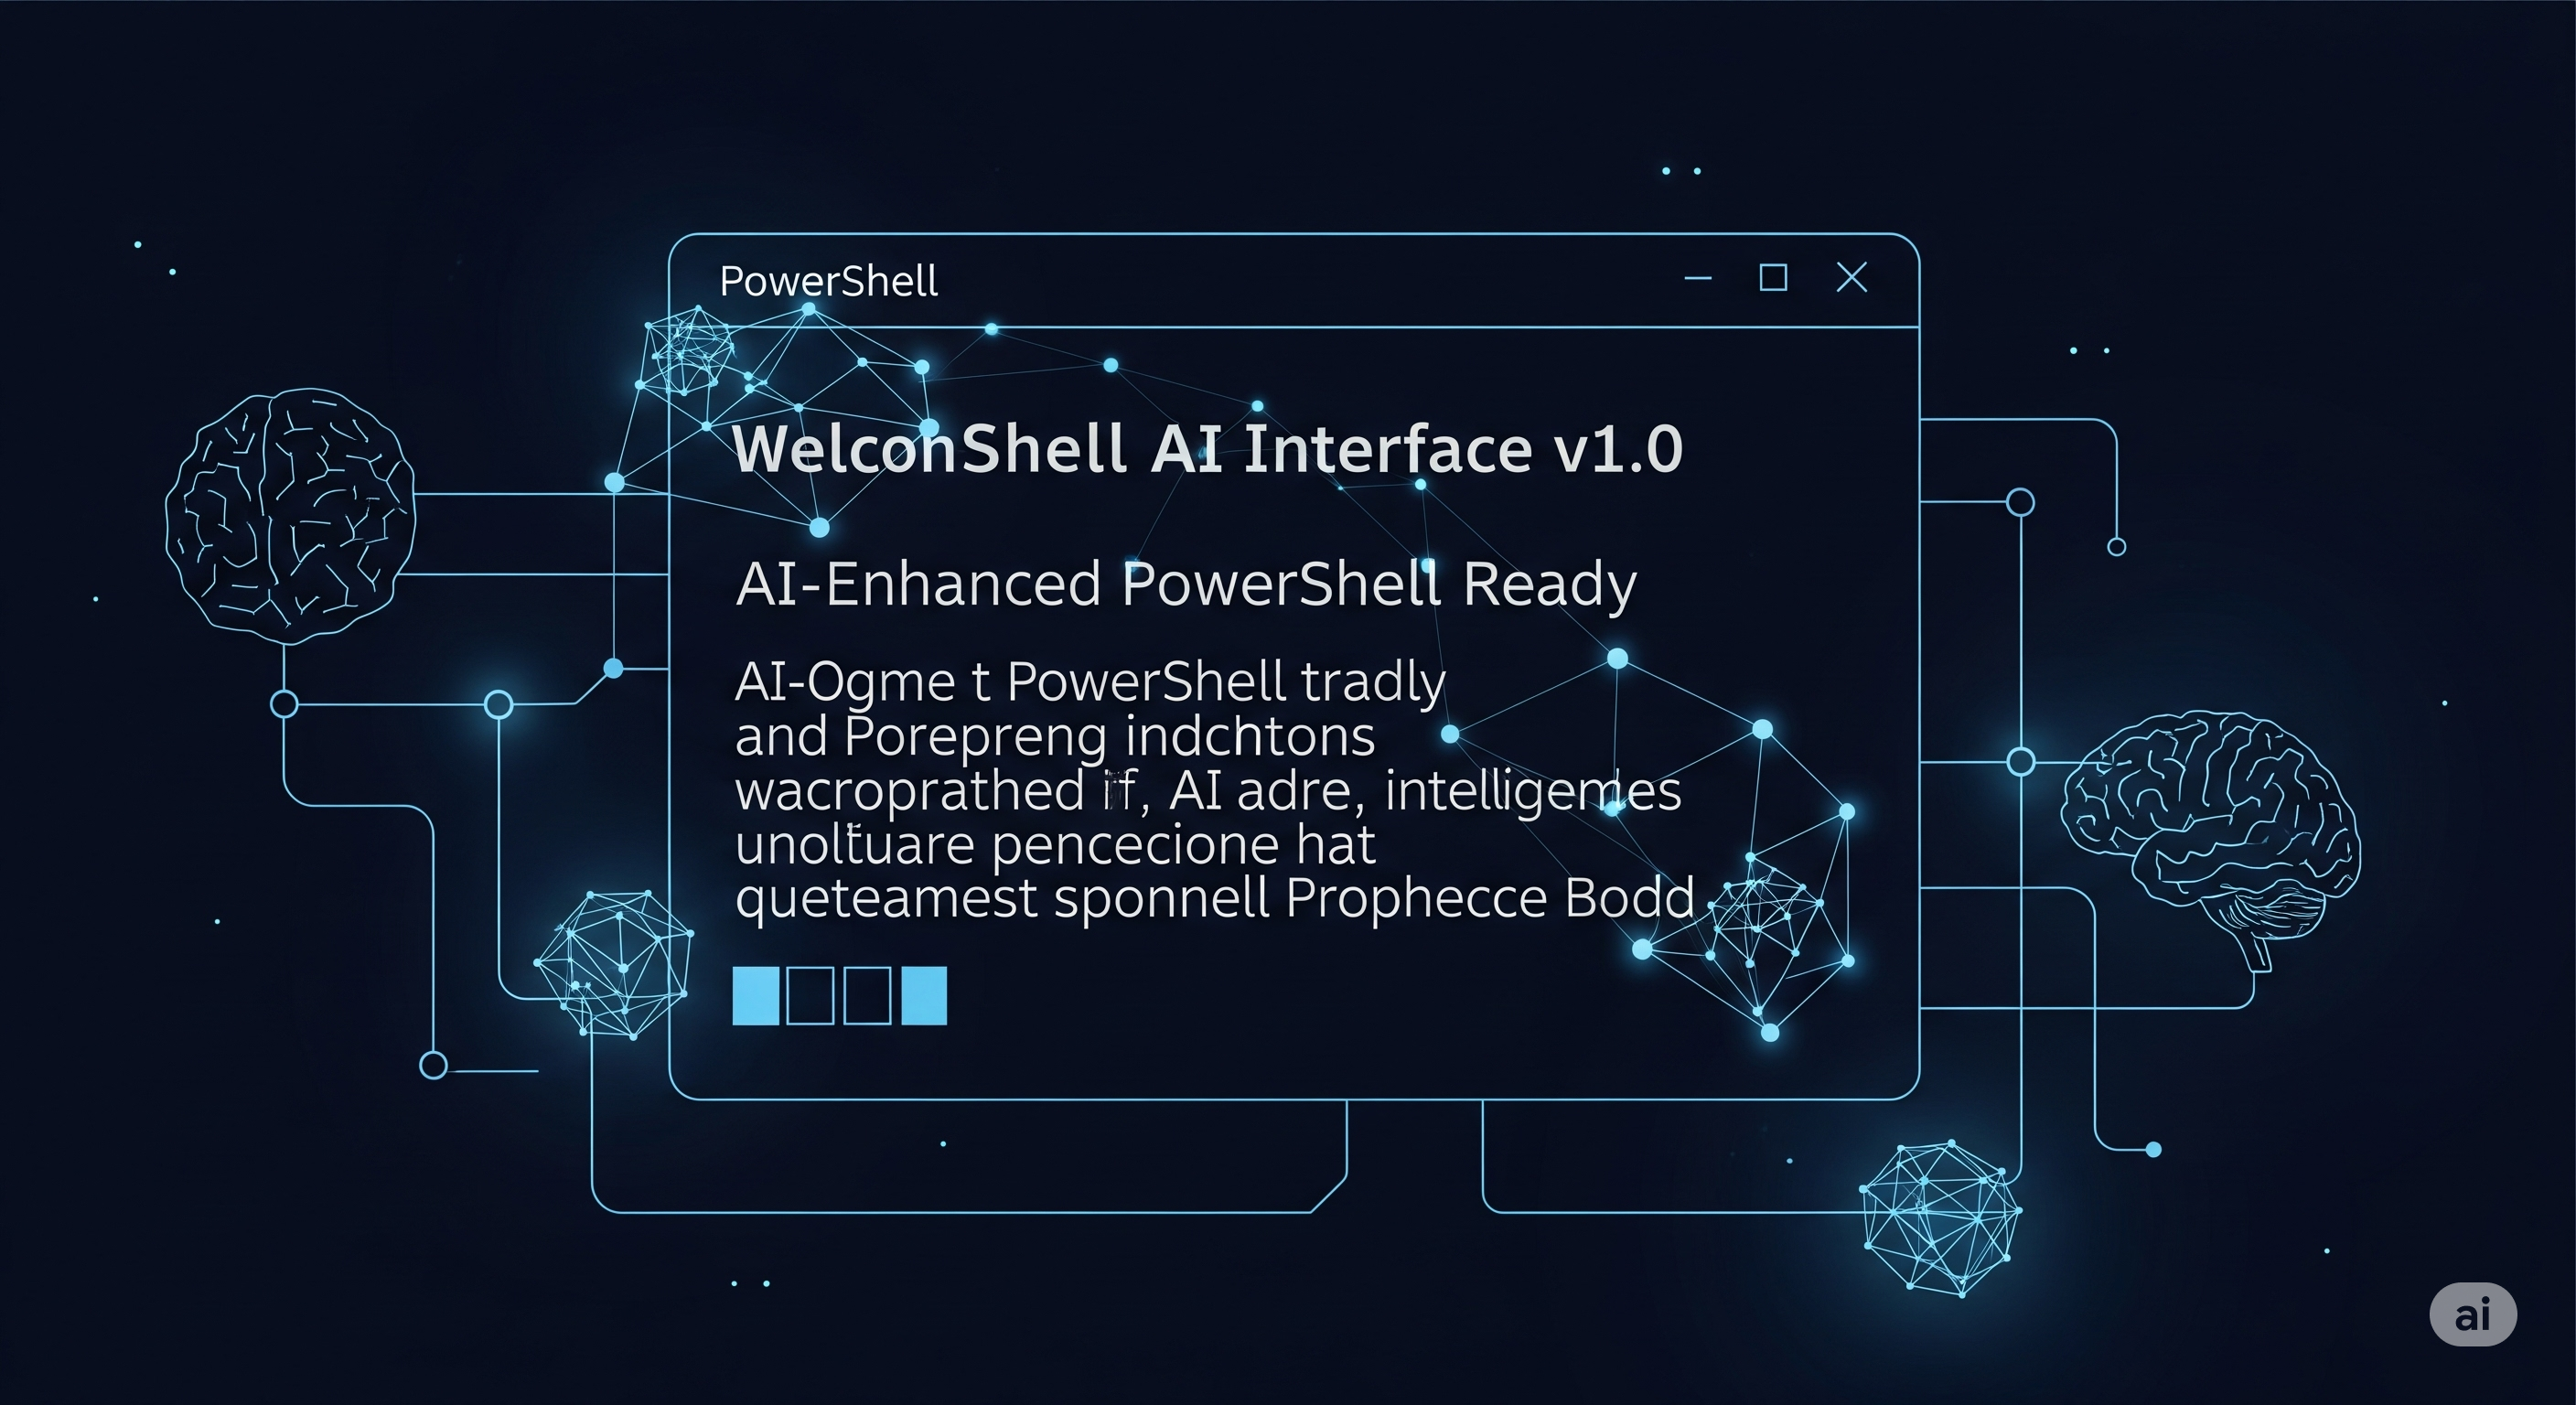 PowerShell
WelconShell AI Interface v1.0
AI-Enhanced PowerShell Ready
AI-Ogme t PowerShell tradly
and Porepreng indchtons
wacroprathed if, AI adre, intelligemes
unoltuare pencecione hat
queteamest sponnell Prophecce Bodd
ai